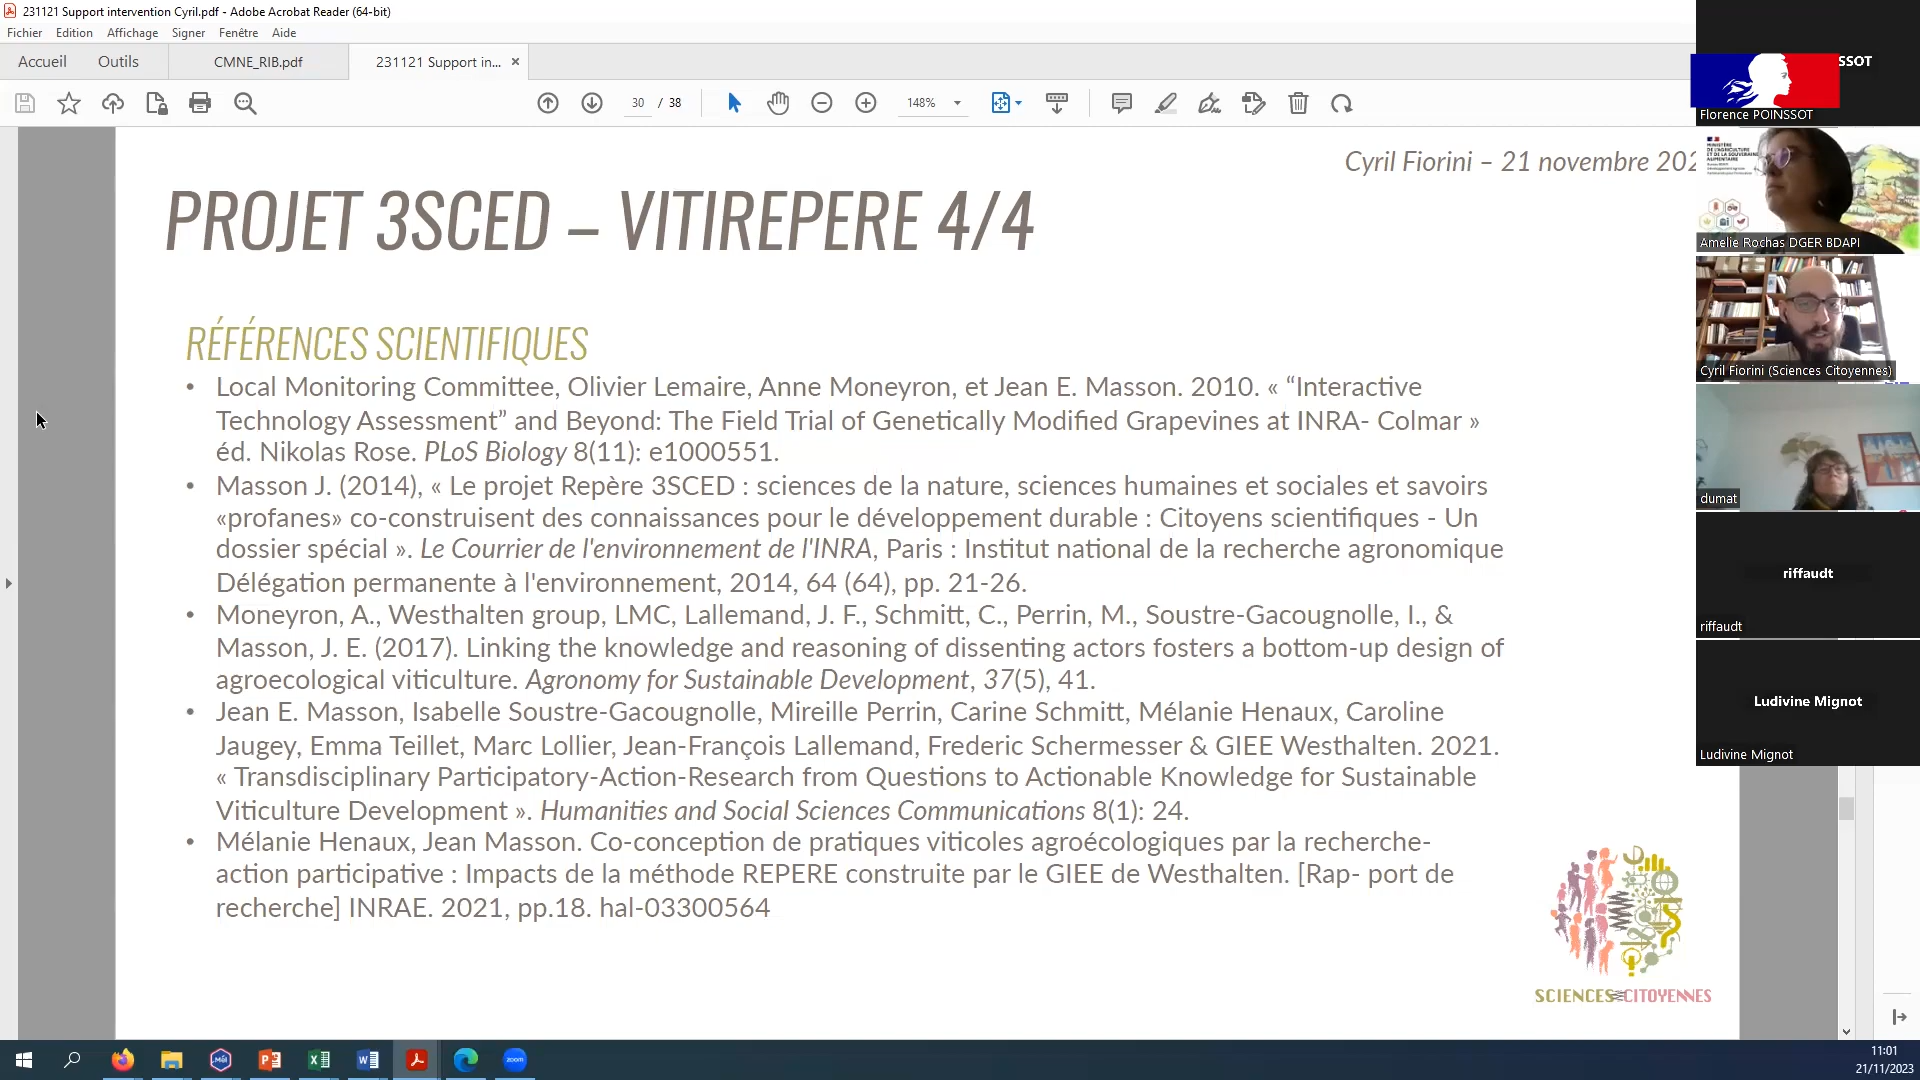 231121 Support intervention Cyril.pdf - Adobe Acrobat Reader (64-bit)
Fichier Edition Affichage Signer Fenêtre Aide
Accueil Outils CMNE_RIB.pdf 231121 Support in... ×
30 / 38 148%
Cyril Fiorini – 21 novembre 202
PROJET 3SCED – VITIREPERE 4/4
RÉFÉRENCES SCIENTIFIQUES
• Local Monitoring Committee, Olivier Lemaire, Anne Moneyron, et Jean E. Masson. 2010. « “Interactive
Technology Assessment” and Beyond: The Field Trial of Genetically Modified Grapevines at INRA- Colmar »
éd. Nikolas Rose. PLoS Biology 8(11): e1000551.
• Masson J. (2014), « Le projet Repère 3SCED : sciences de la nature, sciences humaines et sociales et savoirs
«profanes» co-construisent des connaissances pour le développement durable : Citoyens scientifiques - Un
dossier spécial ». Le Courrier de l'environnement de l'INRA, Paris : Institut national de la recherche agronomique
Délégation permanente à l'environnement, 2014, 64 (64), pp. 21-26.
• Moneyron, A., Westhalten group, LMC, Lallemand, J. F., Schmitt, C., Perrin, M., Soustre-Gacougnolle, I., &
Masson, J. E. (2017). Linking the knowledge and reasoning of dissenting actors fosters a bottom-up design of
agroecological viticulture. Agronomy for Sustainable Development, 37(5), 41.
• Jean E. Masson, Isabelle Soustre-Gacougnolle, Mireille Perrin, Carine Schmitt, Mélanie Henaux, Caroline
Jaugey, Emma Teillet, Marc Lollier, Jean-François Lallemand, Frederic Schermesser & GIEE Westhalten. 2021.
« Transdisciplinary Participatory-Action-Research from Questions to Actionable Knowledge for Sustainable
Viticulture Development ». Humanities and Social Sciences Communications 8(1): 24.
• Mélanie Henaux, Jean Masson. Co-conception de pratiques viticoles agroécologiques par la recherche-
action participative : Impacts de la méthode REPERE construite par le GIEE de Westhalten. [Rap- port de
recherche] INRAE. 2021, pp.18. hal-03300564
SCIENCES CITOYENNES
SSOT
Florence POINSSOT
MINISTÈRE
DE L'AGRICULTURE
ET DE LA SOUVERAINETÉ
ALIMENTAIRE
Amelie Rochas DGER BDAPI
Cyril Fiorini (Sciences Citoyennes)
dumat
riffaudt
riffaudt
Ludivine Mignot
Ludivine Mignot
zoom
11:01
21/11/2023